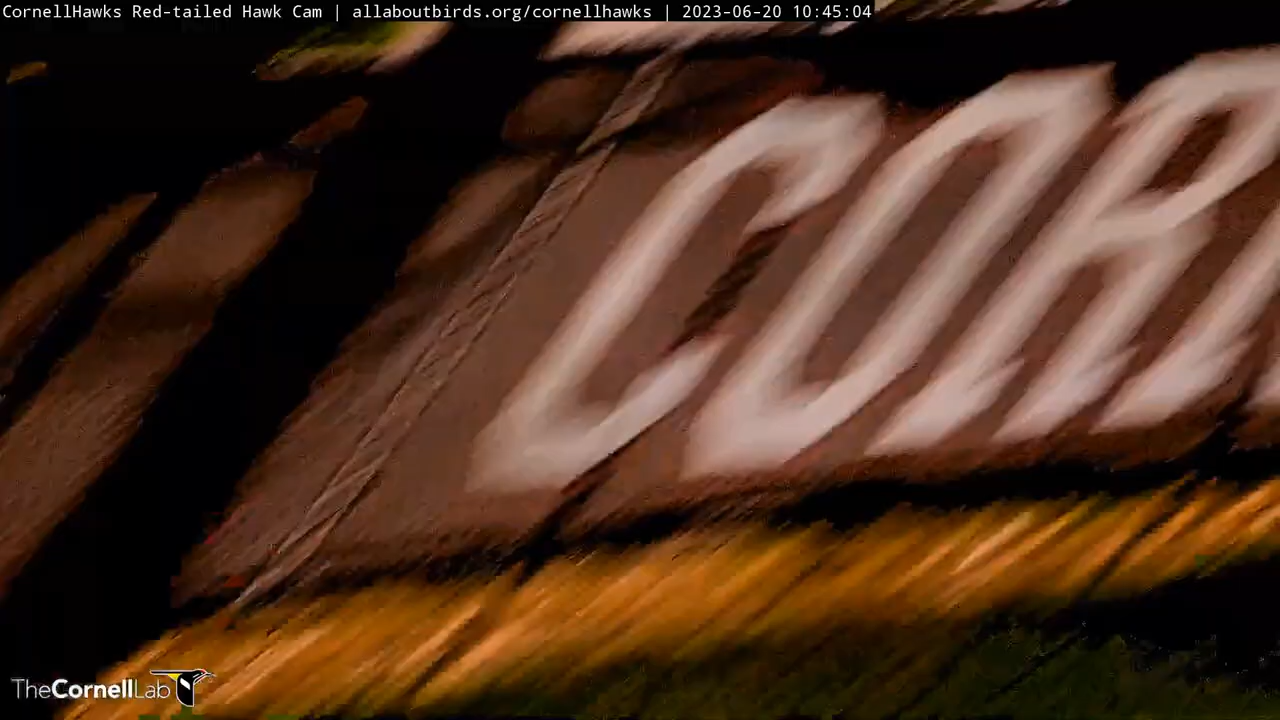 CornellHawks Red-tailed Hawk Cam | allaboutbirds.org/cornellhawks | 2023-06-20 10:45:04
COR
TheCornellLab